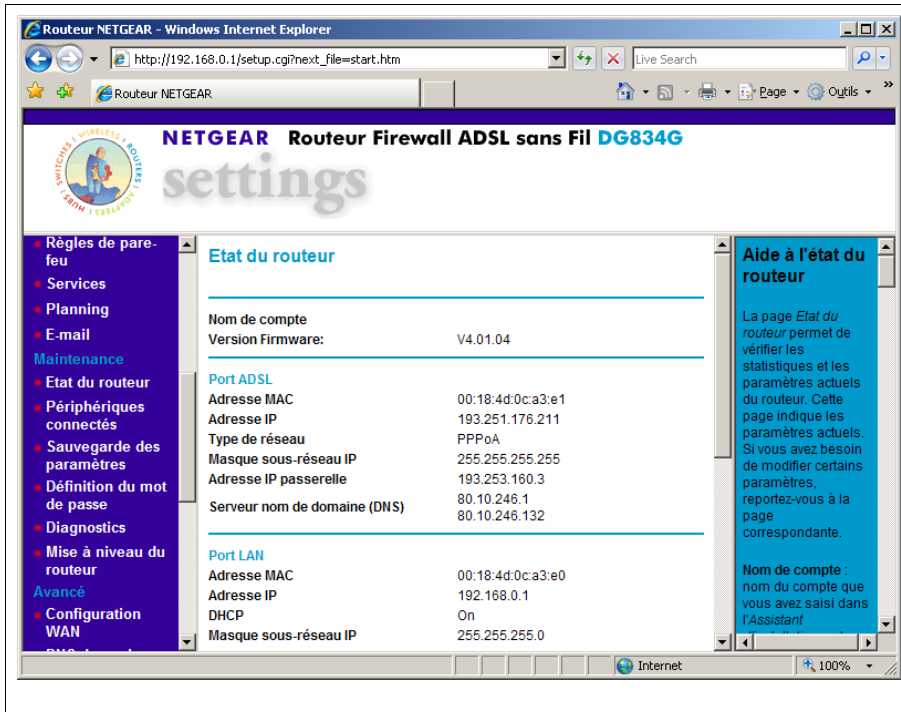 Routeur NETGEAR - Windows Internet Explorer
http://192.168.0.1/setup.cgi?next_file=start.htm
Live Search
Routeur NETGEAR
Page
Outils
SWITCHES WIRELESS ROUTERS ADAPTERS HUBS
NETGEAR Routeur Firewall ADSL sans Fil DG834G
settings
Règles de pare-
feu
Services
Planning
E-mail
Maintenance
Etat du routeur
Périphériques
connectés
Sauvegarde des
paramètres
Définition du mot
de passe
Diagnostics
Mise à niveau du
routeur
Avancé
Configuration
WAN
Etat du routeur
Nom de compte
Version Firmware: V4.01.04
Port ADSL
Adresse MAC 00:18:4d:0c:a3:e1
Adresse IP 193.251.176.211
Type de réseau PPPoA
Masque sous-réseau IP 255.255.255.255
Adresse IP passerelle 193.253.160.3
Serveur nom de domaine (DNS) 80.10.246.1
80.10.246.132
Port LAN
Adresse MAC 00:18:4d:0c:a3:e0
Adresse IP 192.168.0.1
DHCP On
Masque sous-réseau IP 255.255.255.0
Aide à l'état du
routeur
La page Etat du
routeur permet de
vérifier les
statistiques et les
paramètres actuels
du routeur. Cette
page indique les
paramètres actuels.
Si vous avez besoin
de modifier certains
paramètres,
reportez-vous à la
page
correspondante.
Nom de compte :
nom du compte que
vous avez saisi dans
l'Assistant
Internet
100%